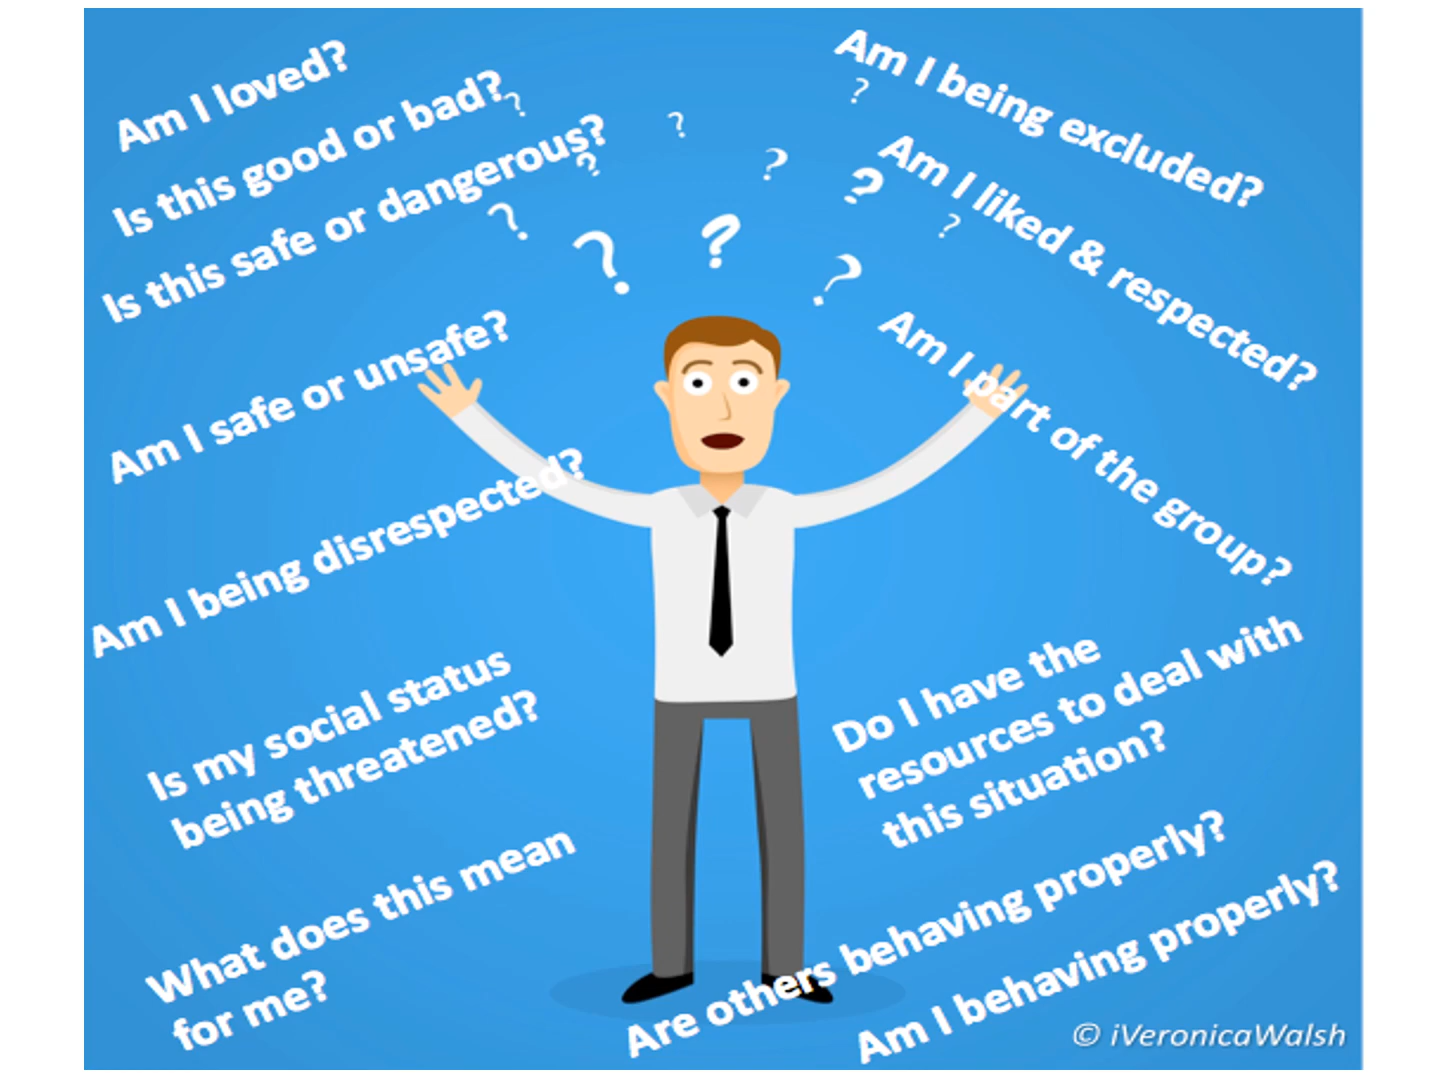 Am I loved?
Is this good or bad?
Is this safe or dangerous?
Am I safe or unsafe?
Am I being disrespected?
Is my social status
being threatened?
What does this mean
for me?
Am I being excluded?
Am I liked & respected?
Am I part of the group?
Do I have the
resources to deal with
this situation?
Are others behaving properly?
Am I behaving properly?
© iVeronicaWalsh
? ? ? ? ? ? ? ? ? ? ?